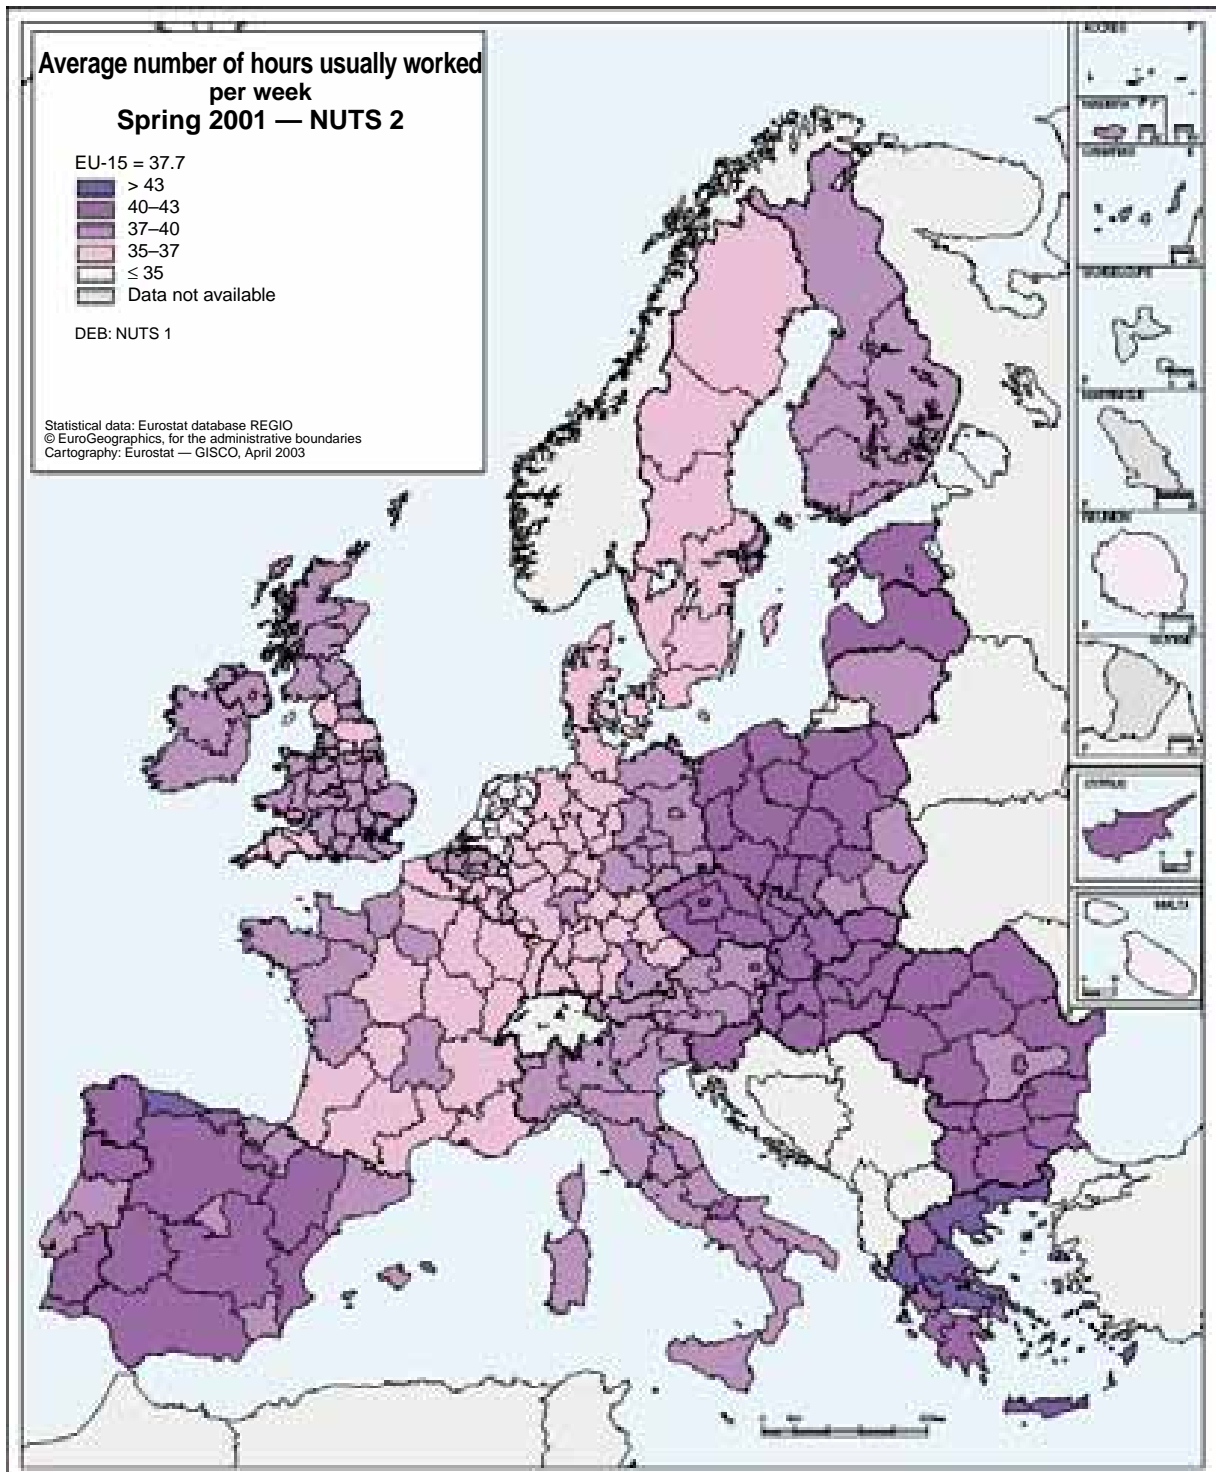 Average number of hours usually worked
per week
Spring 2001 — NUTS 2
EU-15 = 37.7
> 43
40–43
37–40
35–37
≤ 35
Data not available
DEB: NUTS 1
Statistical data: Eurostat database REGIO
© EuroGeographics, for the administrative boundaries
Cartography: Eurostat — GISCO, April 2003
MALTA